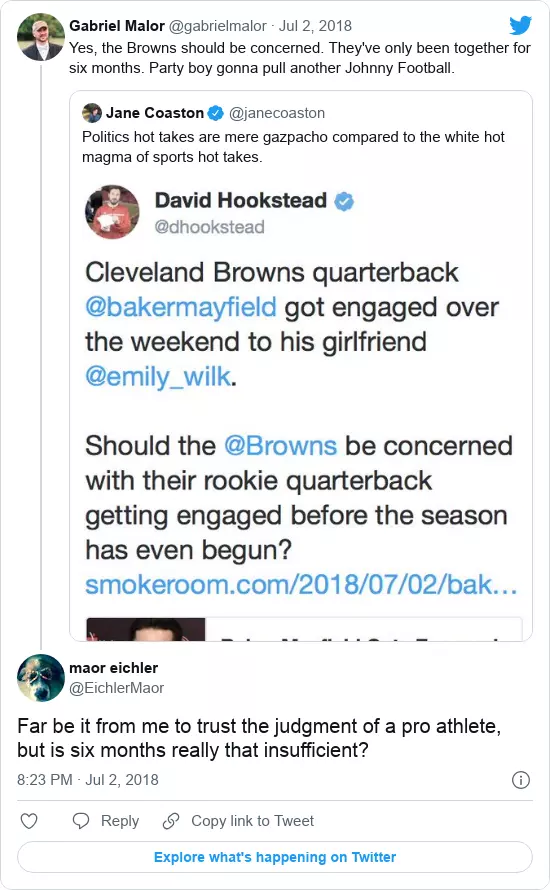 Gabriel Malor @gabrielmalor · Jul 2, 2018
Yes, the Browns should be concerned. They've only been together for
six months. Party boy gonna pull another Johnny Football.
Jane Coaston @janecoaston
Politics hot takes are mere gazpacho compared to the white hot
magma of sports hot takes.
David Hookstead
@dhookstead
Cleveland Browns quarterback
@bakermayfield got engaged over
the weekend to his girlfriend
@emily_wilk.
Should the @Browns be concerned
with their rookie quarterback
getting engaged before the season
has even begun?
smokeroom.com/2018/07/02/bak...
maor eichler
@EichlerMaor
Far be it from me to trust the judgment of a pro athlete,
but is six months really that insufficient?
8:23 PM · Jul 2, 2018
Reply
Copy link to Tweet
Explore what's happening on Twitter